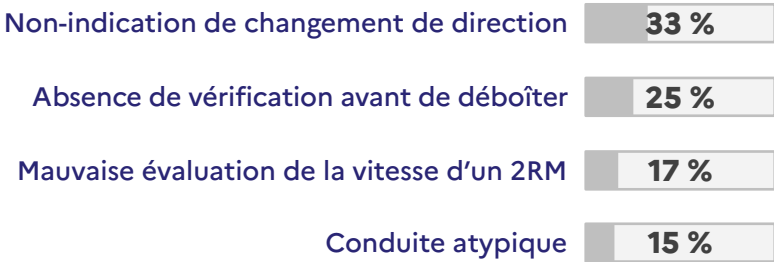 Non-indication de changement de direction 33 %
Absence de vérification avant de déboîter 25 %
Mauvaise évaluation de la vitesse d’un 2RM 17 %
Conduite atypique 15 %